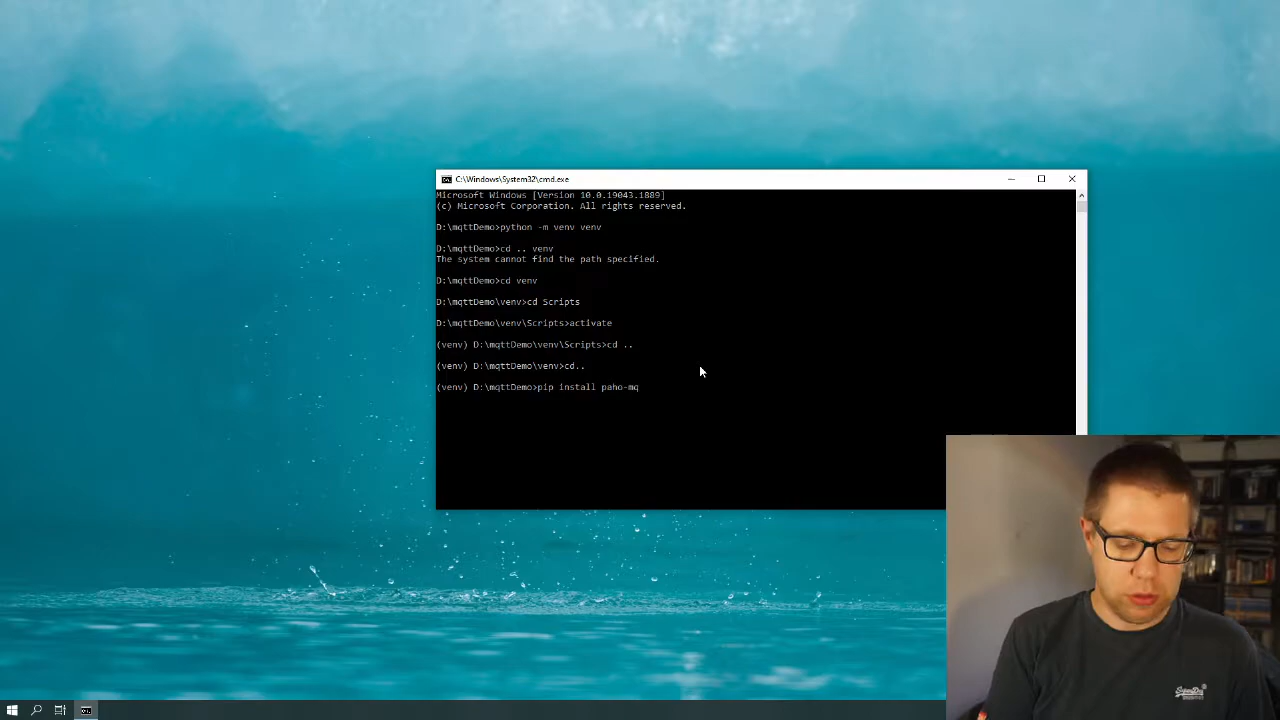 C:\Windows\System32\cmd.exe
Microsoft Windows [Version 10.0.19043.1889]
(c) Microsoft Corporation. All rights reserved.
D:\mqttDemo>python -m venv venv
D:\mqttDemo>cd .. venv
The system cannot find the path specified.
D:\mqttDemo>cd venv
D:\mqttDemo\venv>cd Scripts
D:\mqttDemo\venv\Scripts>activate
(venv) D:\mqttDemo\venv\Scripts>cd ..
(venv) D:\mqttDemo\venv>cd..
(venv) D:\mqttDemo>pip install paho-mq